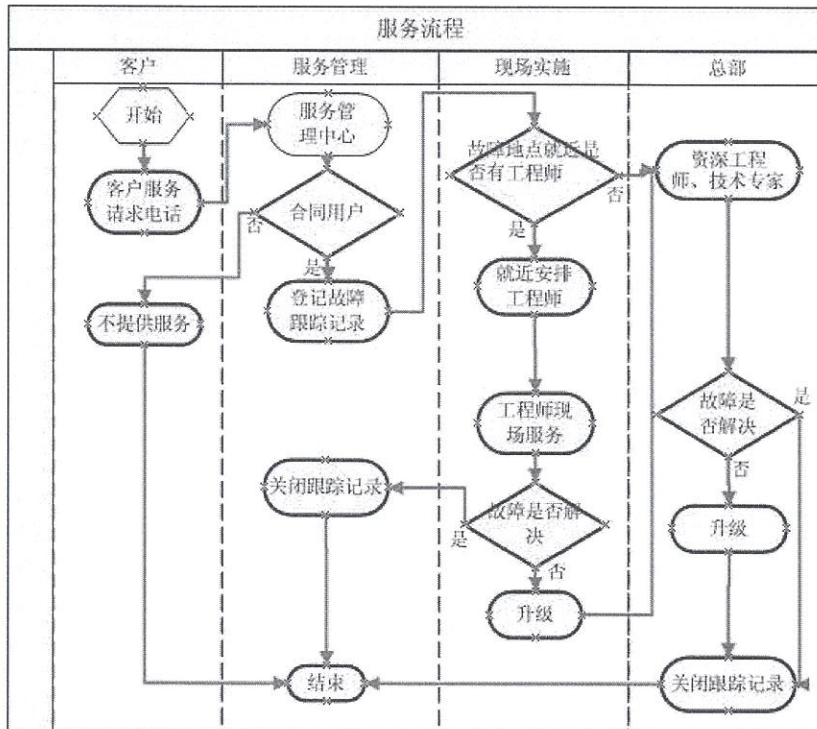 服务流程
客户
服务管理
现场实施
总部
开始
服务管
理中心
故障地点就近是
否有工程师
资深工程
师、技术专家
客户服务
请求电话
合同用户
否
否
是
是
就近安排
工程师
登记故障
跟踪记录
不提供服务
工程师现
场服务
故障是
否解决
是
否
关闭跟踪记录
故障是否解
决
是
否
升级
升级
结束
关闭跟踪记录